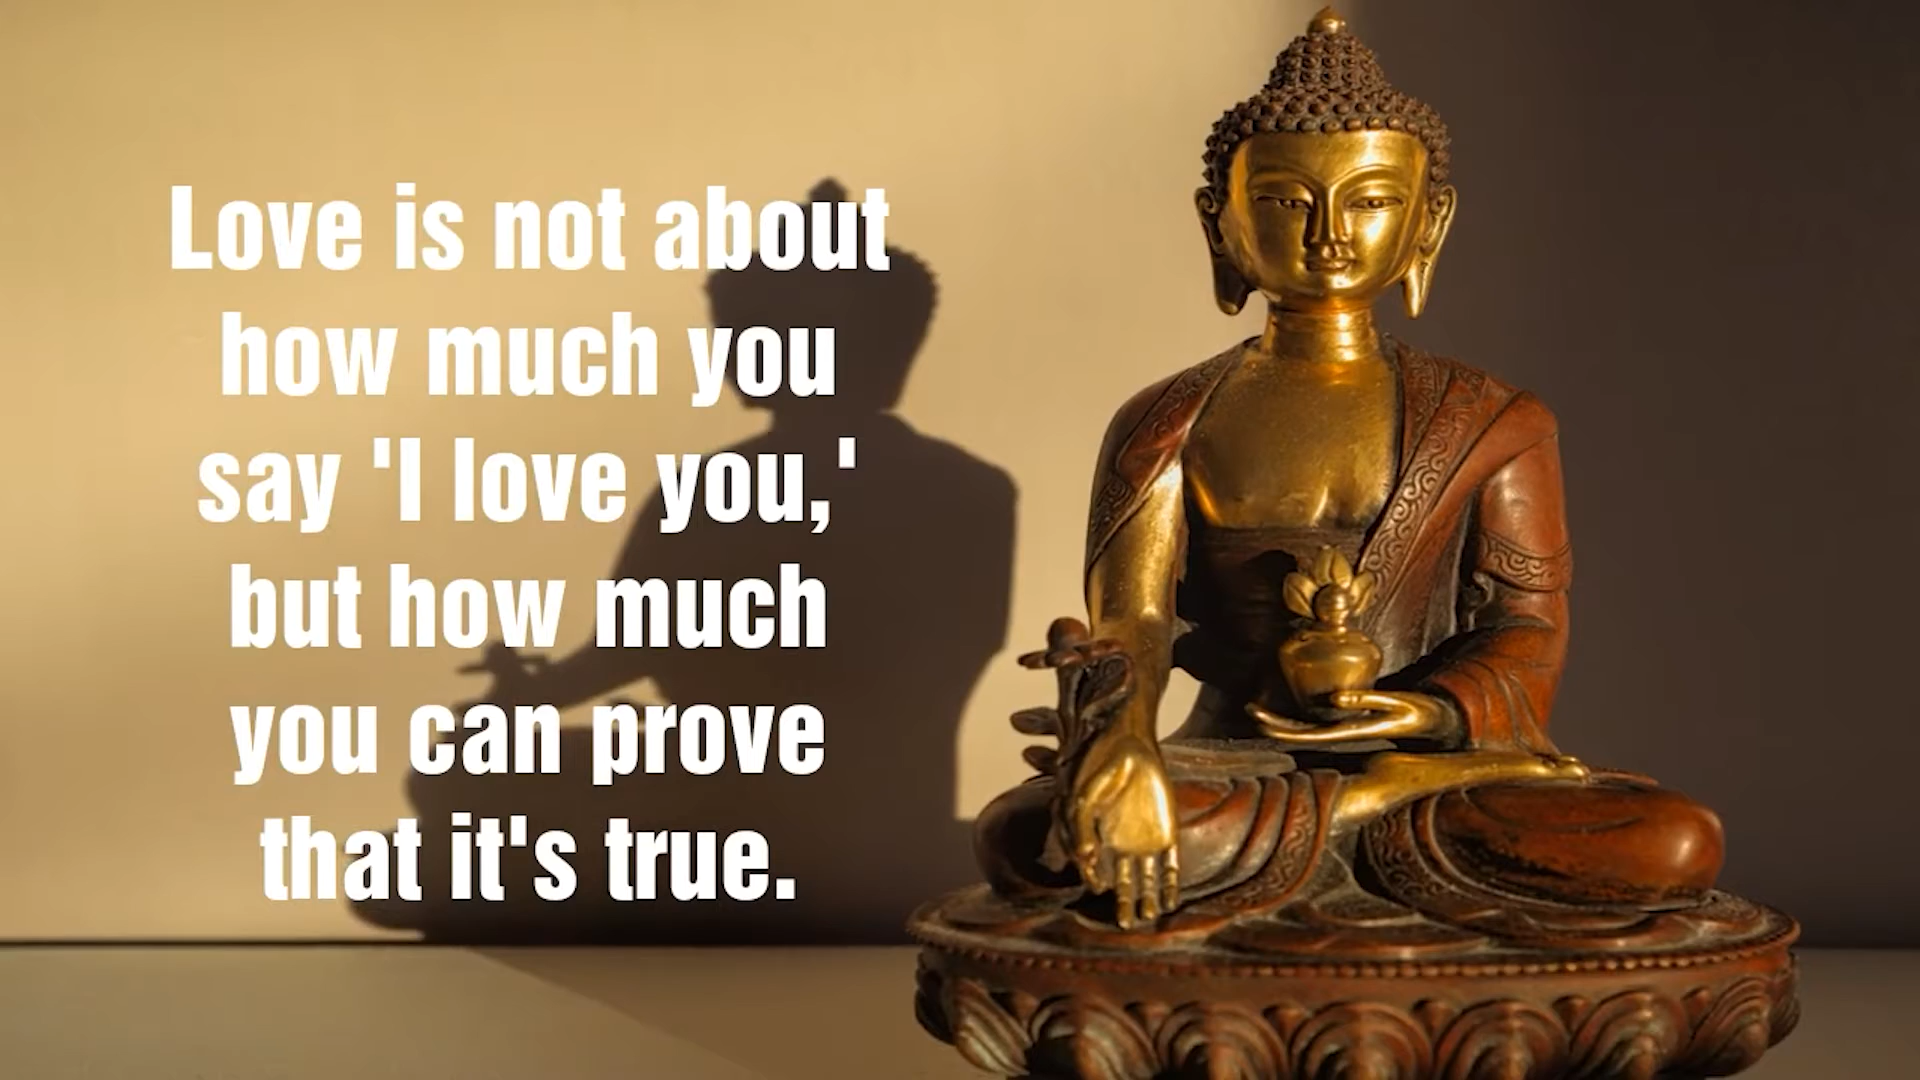 Love is not about
how much you
say 'I love you,'
but how much
you can prove
that it's true.